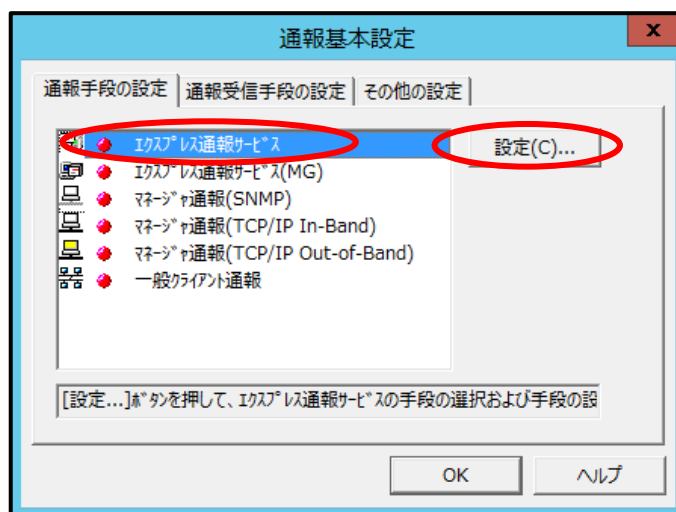 通報基本設定
x
通報手段の設定 通報受信手段の設定 その他の設定
ｴｸｽﾌﾟﾚｽ通報ｻｰﾋﾞｽ
設定(C)...
ｴｸｽﾌﾟﾚｽ通報ｻｰﾋﾞｽ(MG)
ﾏﾈｰｼﾞｬ通報(SNMP)
ﾏﾈｰｼﾞｬ通報(TCP/IP In-Band)
ﾏﾈｰｼﾞｬ通報(TCP/IP Out-of-Band)
一般ｸﾗｲｱﾝﾄ通報
[設定...]ﾎﾞﾀﾝを押して、ｴｸｽﾌﾟﾚｽ通報ｻｰﾋﾞｽの手段の選択および手段の設
OK ヘルプ